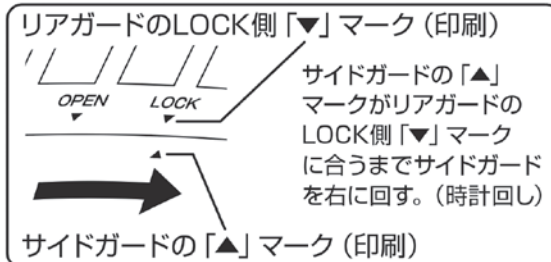 リアガードのLOCK側「▼」マーク（印刷）
OPEN
▼
LOCK
▼
サイドガードの「▲」
マークがリアガードの
LOCK側「▼」マーク
に合うまでサイドガード
を右に回す。（時計回し）
▲
サイドガードの「▲」マーク（印刷）